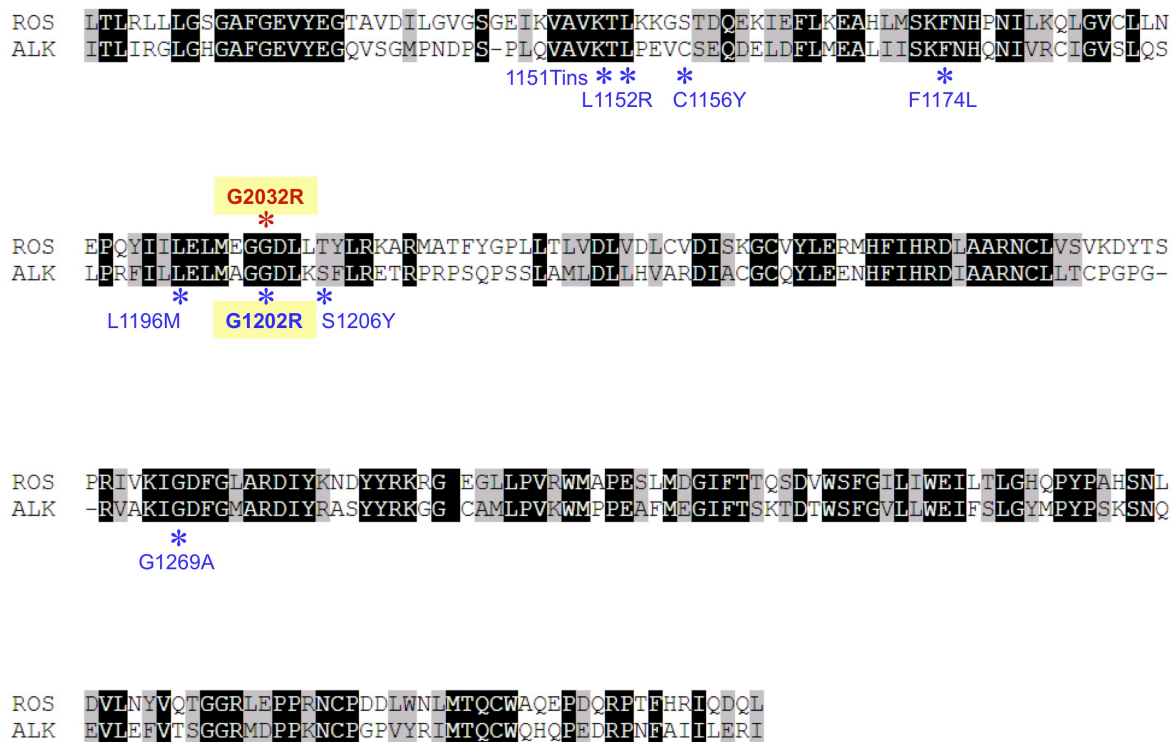 ROS LTLRLLLGSGAFGEVYEGTAVDILGVGSGEIKVAVKTLKKGSTDQEKIEFLKEAHLMSKFNHPNILKQLGVCLLN
ALK ITLIRGLGHGAFGEVYEGQVSGMPNDPS-PLQVAVKTLPEVCSEQDELDFLMEALIISKFNHQNIVRCIGVSLQS
1151Tins * * * *
L1152R C1156Y F1174L
G2032R
*
ROS EPQYIILELMEGGDLLTYLRKARMATFYGPLLTLVDLVDLCVDISKGCVYLERMHFIHRDLAARNCLVSVKDYTS
ALK LPRFILLELMAGGDLKSFLRETRPRPSQPSSLAMLDLLHVARDIACGCQYLEENHFIHRDIAARNCLLTCPGPG-
* * *
L1196M G1202R S1206Y
ROS PRIVKIGDFGLARDIYKNDYYRKRG EGLLPVRWMAPESLMDGIFTTQSDVWSFGILIWEILTLGHQPYPAHSNL
ALK -RVAKIGDFGMARDIYRASYYRKGG CAMLPVKWMPPEAFMEGIFTSKTDTWSFGVLLWEIFSLGYMPYPSKSNQ
*
G1269A
ROS DVLNYVQTGGRLEPPRNCPDDLWNLMTQCWAQEPDQRPTFHRIQDQL
ALK EVLEFVTSGGRMDPPKNCPGPVYRIMTQCWQHQPEDRPNFAIILERI